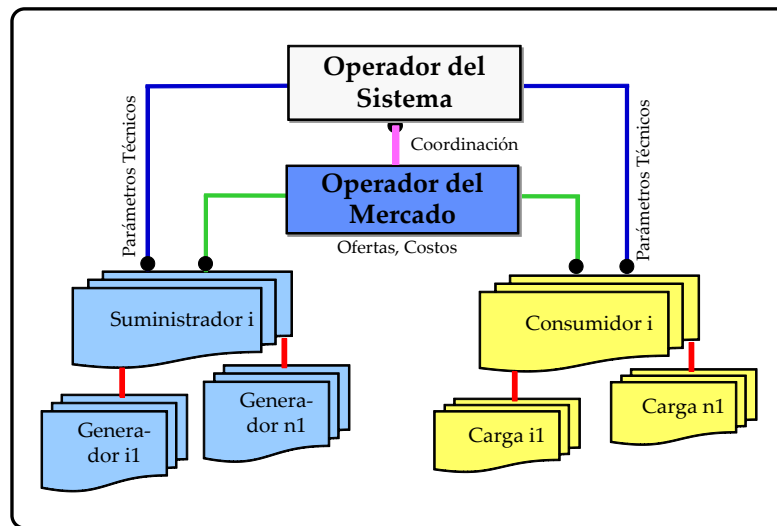 Operador del
Sistema
Parámetros Técnicos
Parámetros Técnicos
Coordinación
Operador del
Mercado
Ofertas, Costos
Suministrador i
Consumidor i
Genera-
dor i1
Genera-
dor n1
Carga i1
Carga n1